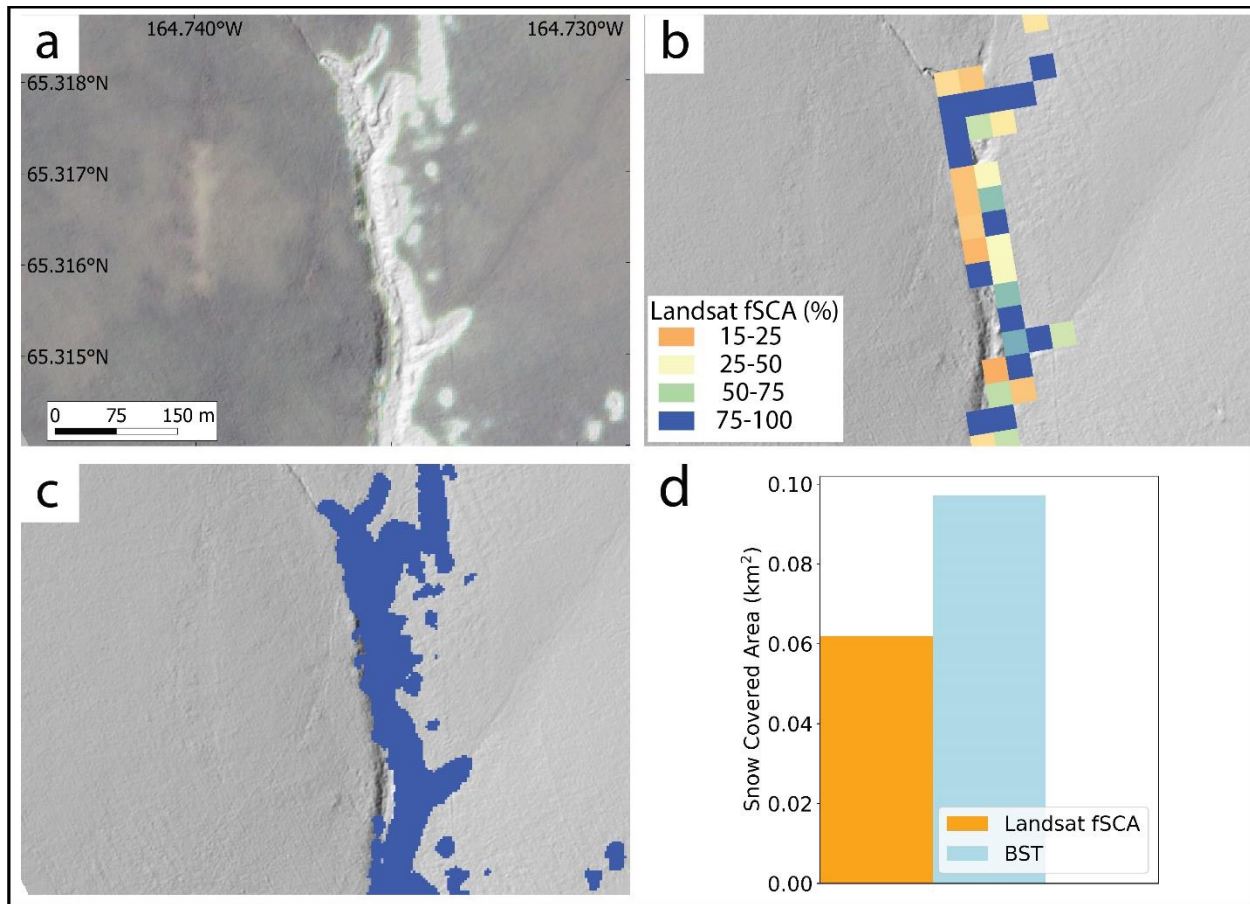 a
164.740°W
164.730°W
65.318°N
65.317°N
65.316°N
65.315°N
0 75 150 m
b
Landsat fSCA (%)
15-25
25-50
50-75
75-100
c
d
Snow Covered Area (km²)
0.10
0.08
0.06
0.04
0.02
0.00
Landsat fSCA
BST